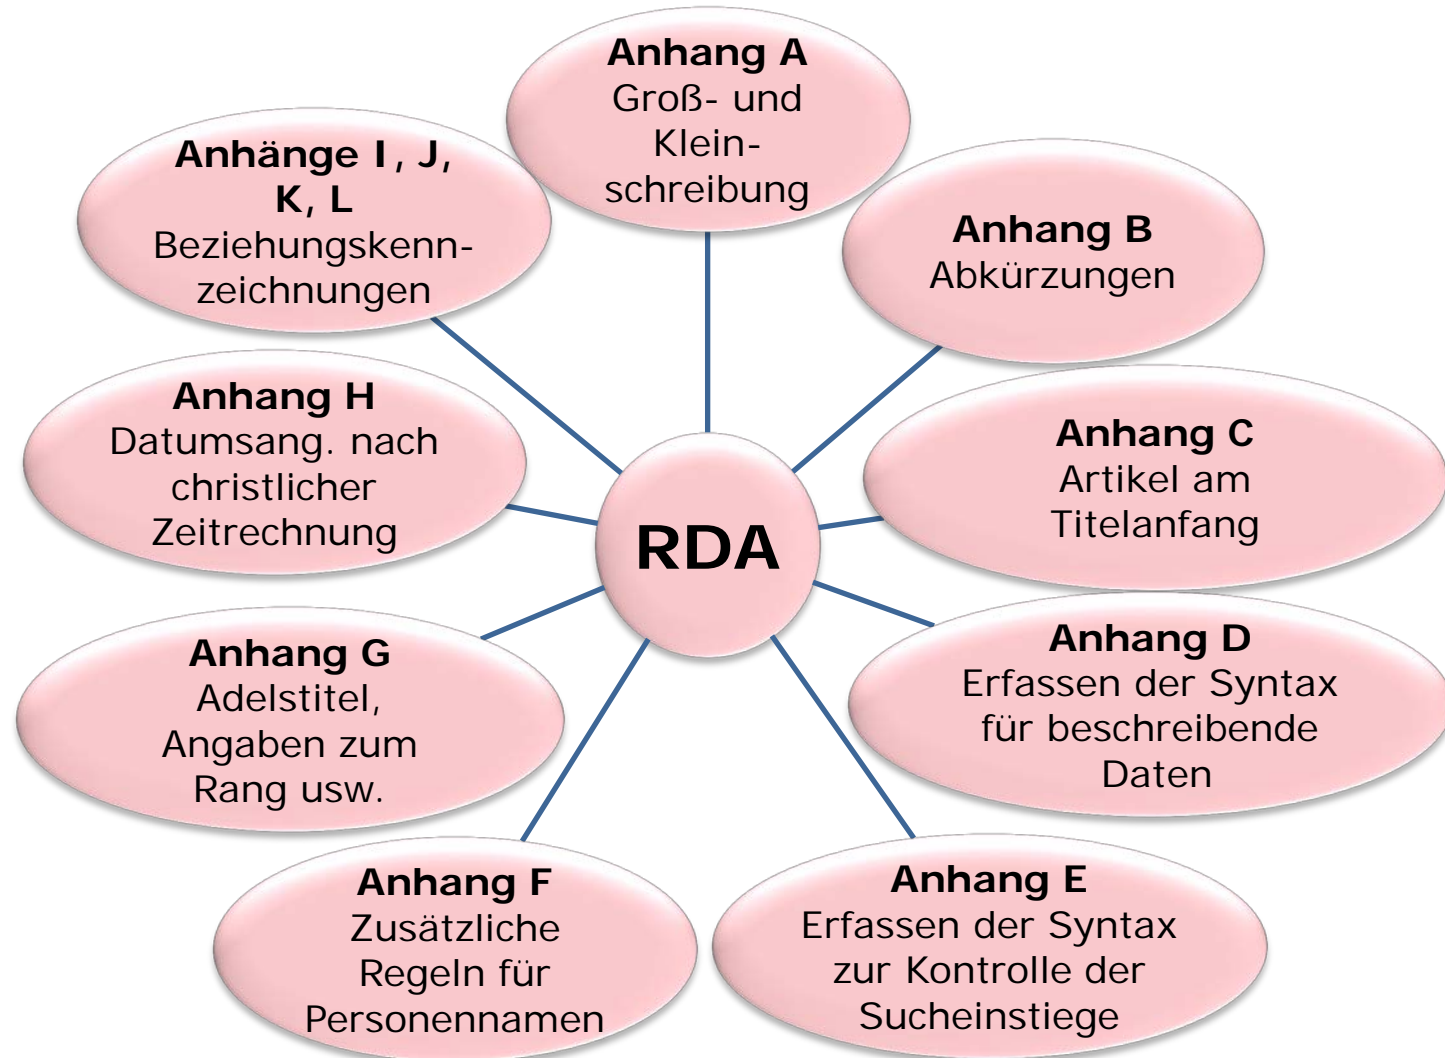 Anhang A
Groß- und
Klein-
schreibung
Anhang B
Abkürzungen
Anhang C
Artikel am
Titelanfang
Anhang D
Erfassen der Syntax
für beschreibende
Daten
Anhang E
Erfassen der Syntax
zur Kontrolle der
Sucheinstiege
Anhang F
Zusätzliche
Regeln für
Personennamen
Anhang G
Adelstitel,
Angaben zum
Rang usw.
Anhang H
Datumsang. nach
christlicher
Zeitrechnung
Anhänge I, J,
K, L
Beziehungskenn-
zeichnungen
RDA